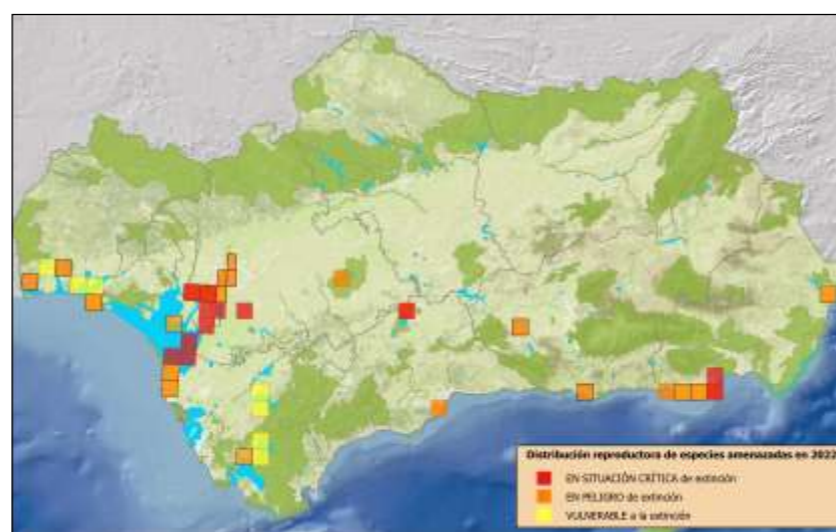 Distribución reproductora de especies amenazadas en 2022
EN SITUACIÓN CRÍTICA de extinción
EN PELIGRO de extinción
VULNERABLE a la extinción